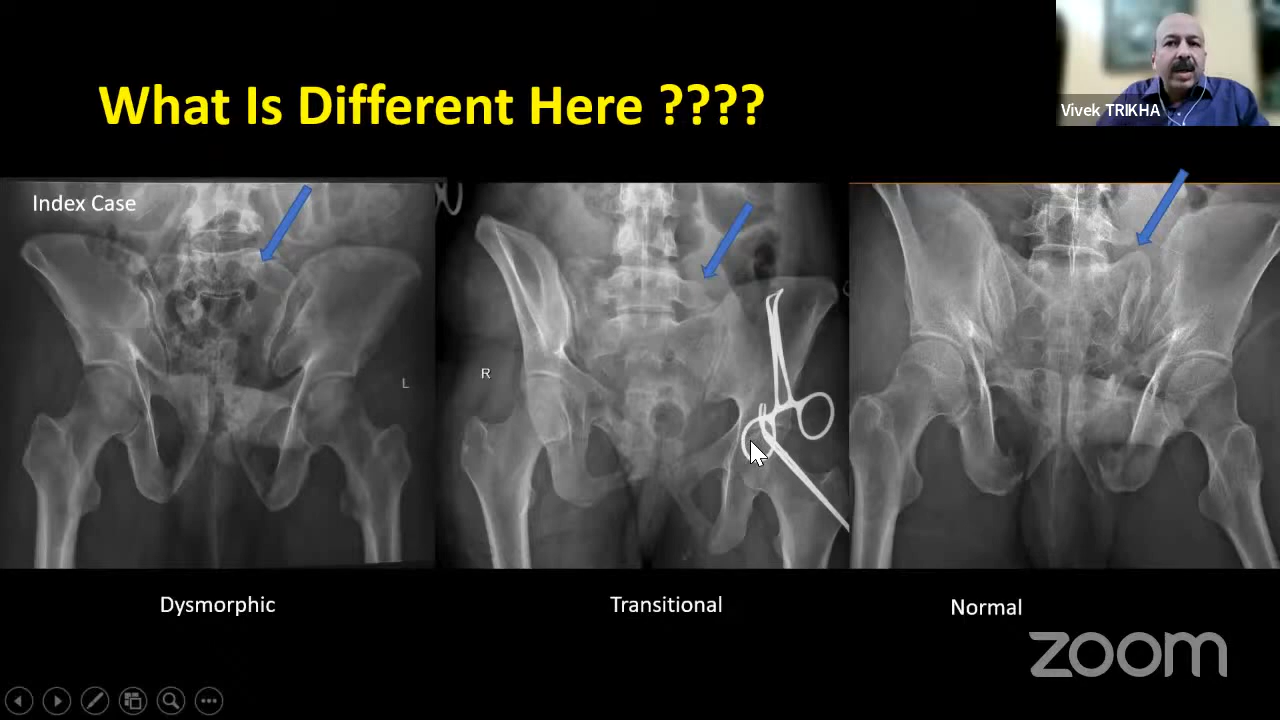 What Is Different Here ????
Vivek TRIKHA
Index Case
L
R
Dysmorphic
Transitional
Normal
zoom